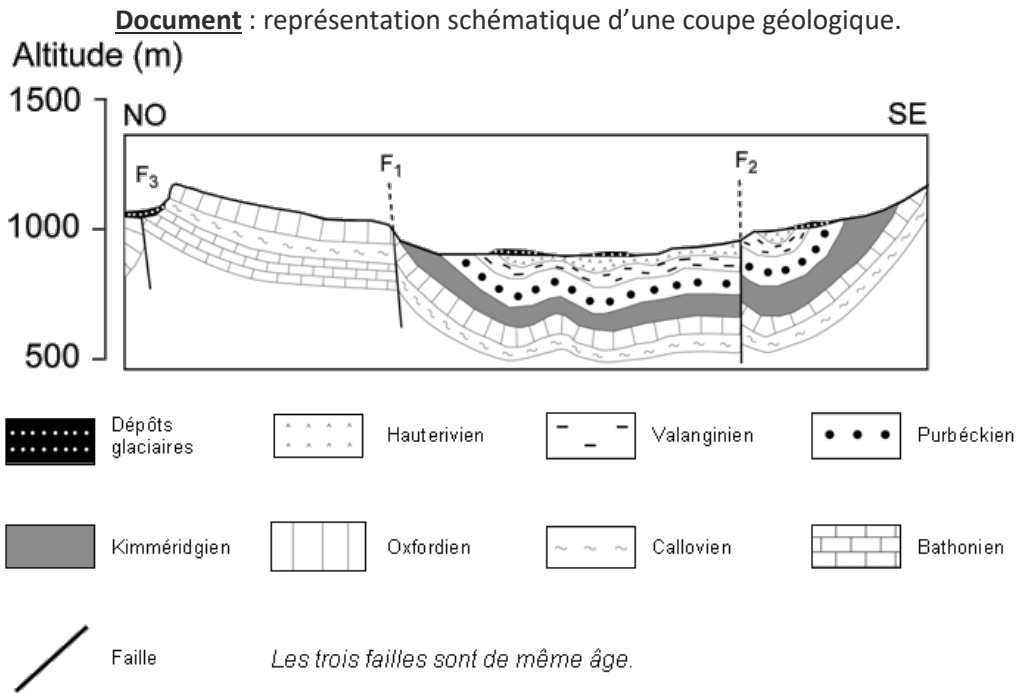 Document : représentation schématique d’une coupe géologique.
Altitude (m)
1500
NO
SE
F3
F1
F2
1000
500
Dépôts
glaciaires
Hauterivien
Valanginien
Purbéckien
Kimméridgien
Oxfordien
Callovien
Bathonien
Faille
Les trois failles sont de même âge.